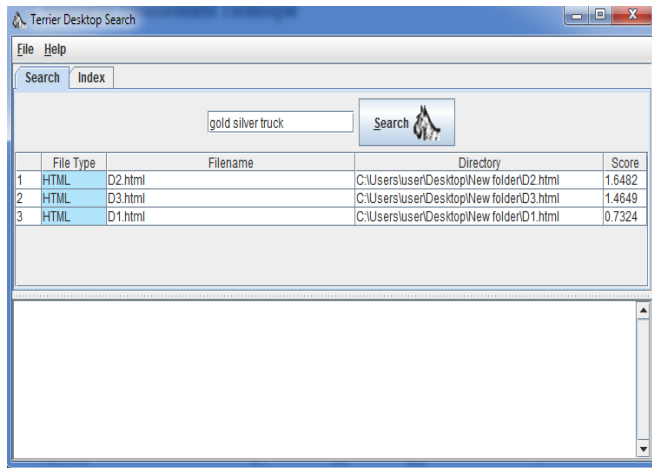 Terrier Desktop Search
File Help
Search Index
gold silver truck Search
File Type Filename Directory Score
1 HTML D2.html C:\Users\user\Desktop\New folder\D2.html 1.6482
2 HTML D3.html C:\Users\user\Desktop\New folder\D3.html 1.4649
3 HTML D1.html C:\Users\user\Desktop\New folder\D1.html 0.7324